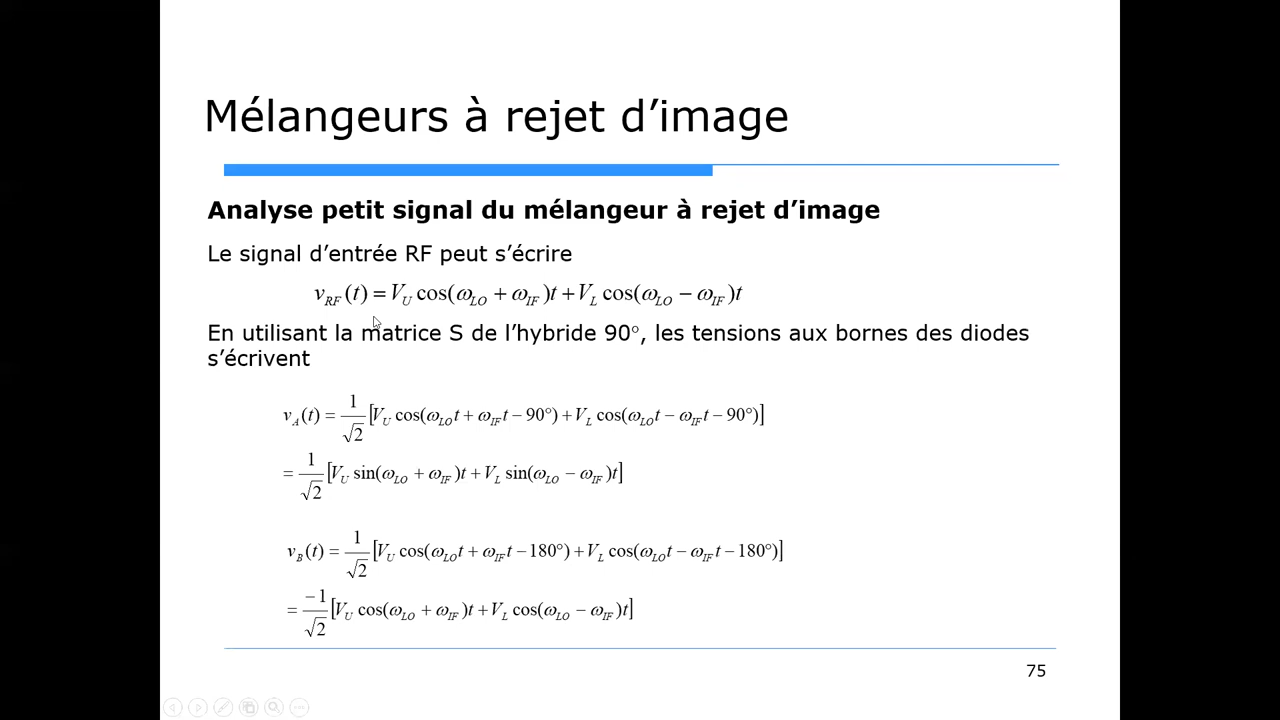 Mélangeurs à rejet d’image
Analyse petit signal du mélangeur à rejet d’image
Le signal d’entrée RF peut s’écrire
v_RF (t) = V_U cos(ω_LO + ω_IF )t + V_L cos(ω_LO − ω_IF )t
En utilisant la matrice S de l’hybride 90°, les tensions aux bornes des diodes
s’écrivent
v_A (t) = 1/√2 [V_U cos(ω_LO t + ω_IF t − 90°) + V_L cos(ω_LO t − ω_IF t − 90°)]
= 1/√2 [V_U sin(ω_LO + ω_IF )t + V_L sin(ω_LO − ω_IF )t]
v_B (t) = 1/√2 [V_U cos(ω_LO t + ω_IF t − 180°) + V_L cos(ω_LO t − ω_IF t − 180°)]
= −1/√2 [V_U cos(ω_LO + ω_IF )t + V_L cos(ω_LO − ω_IF )t]
75